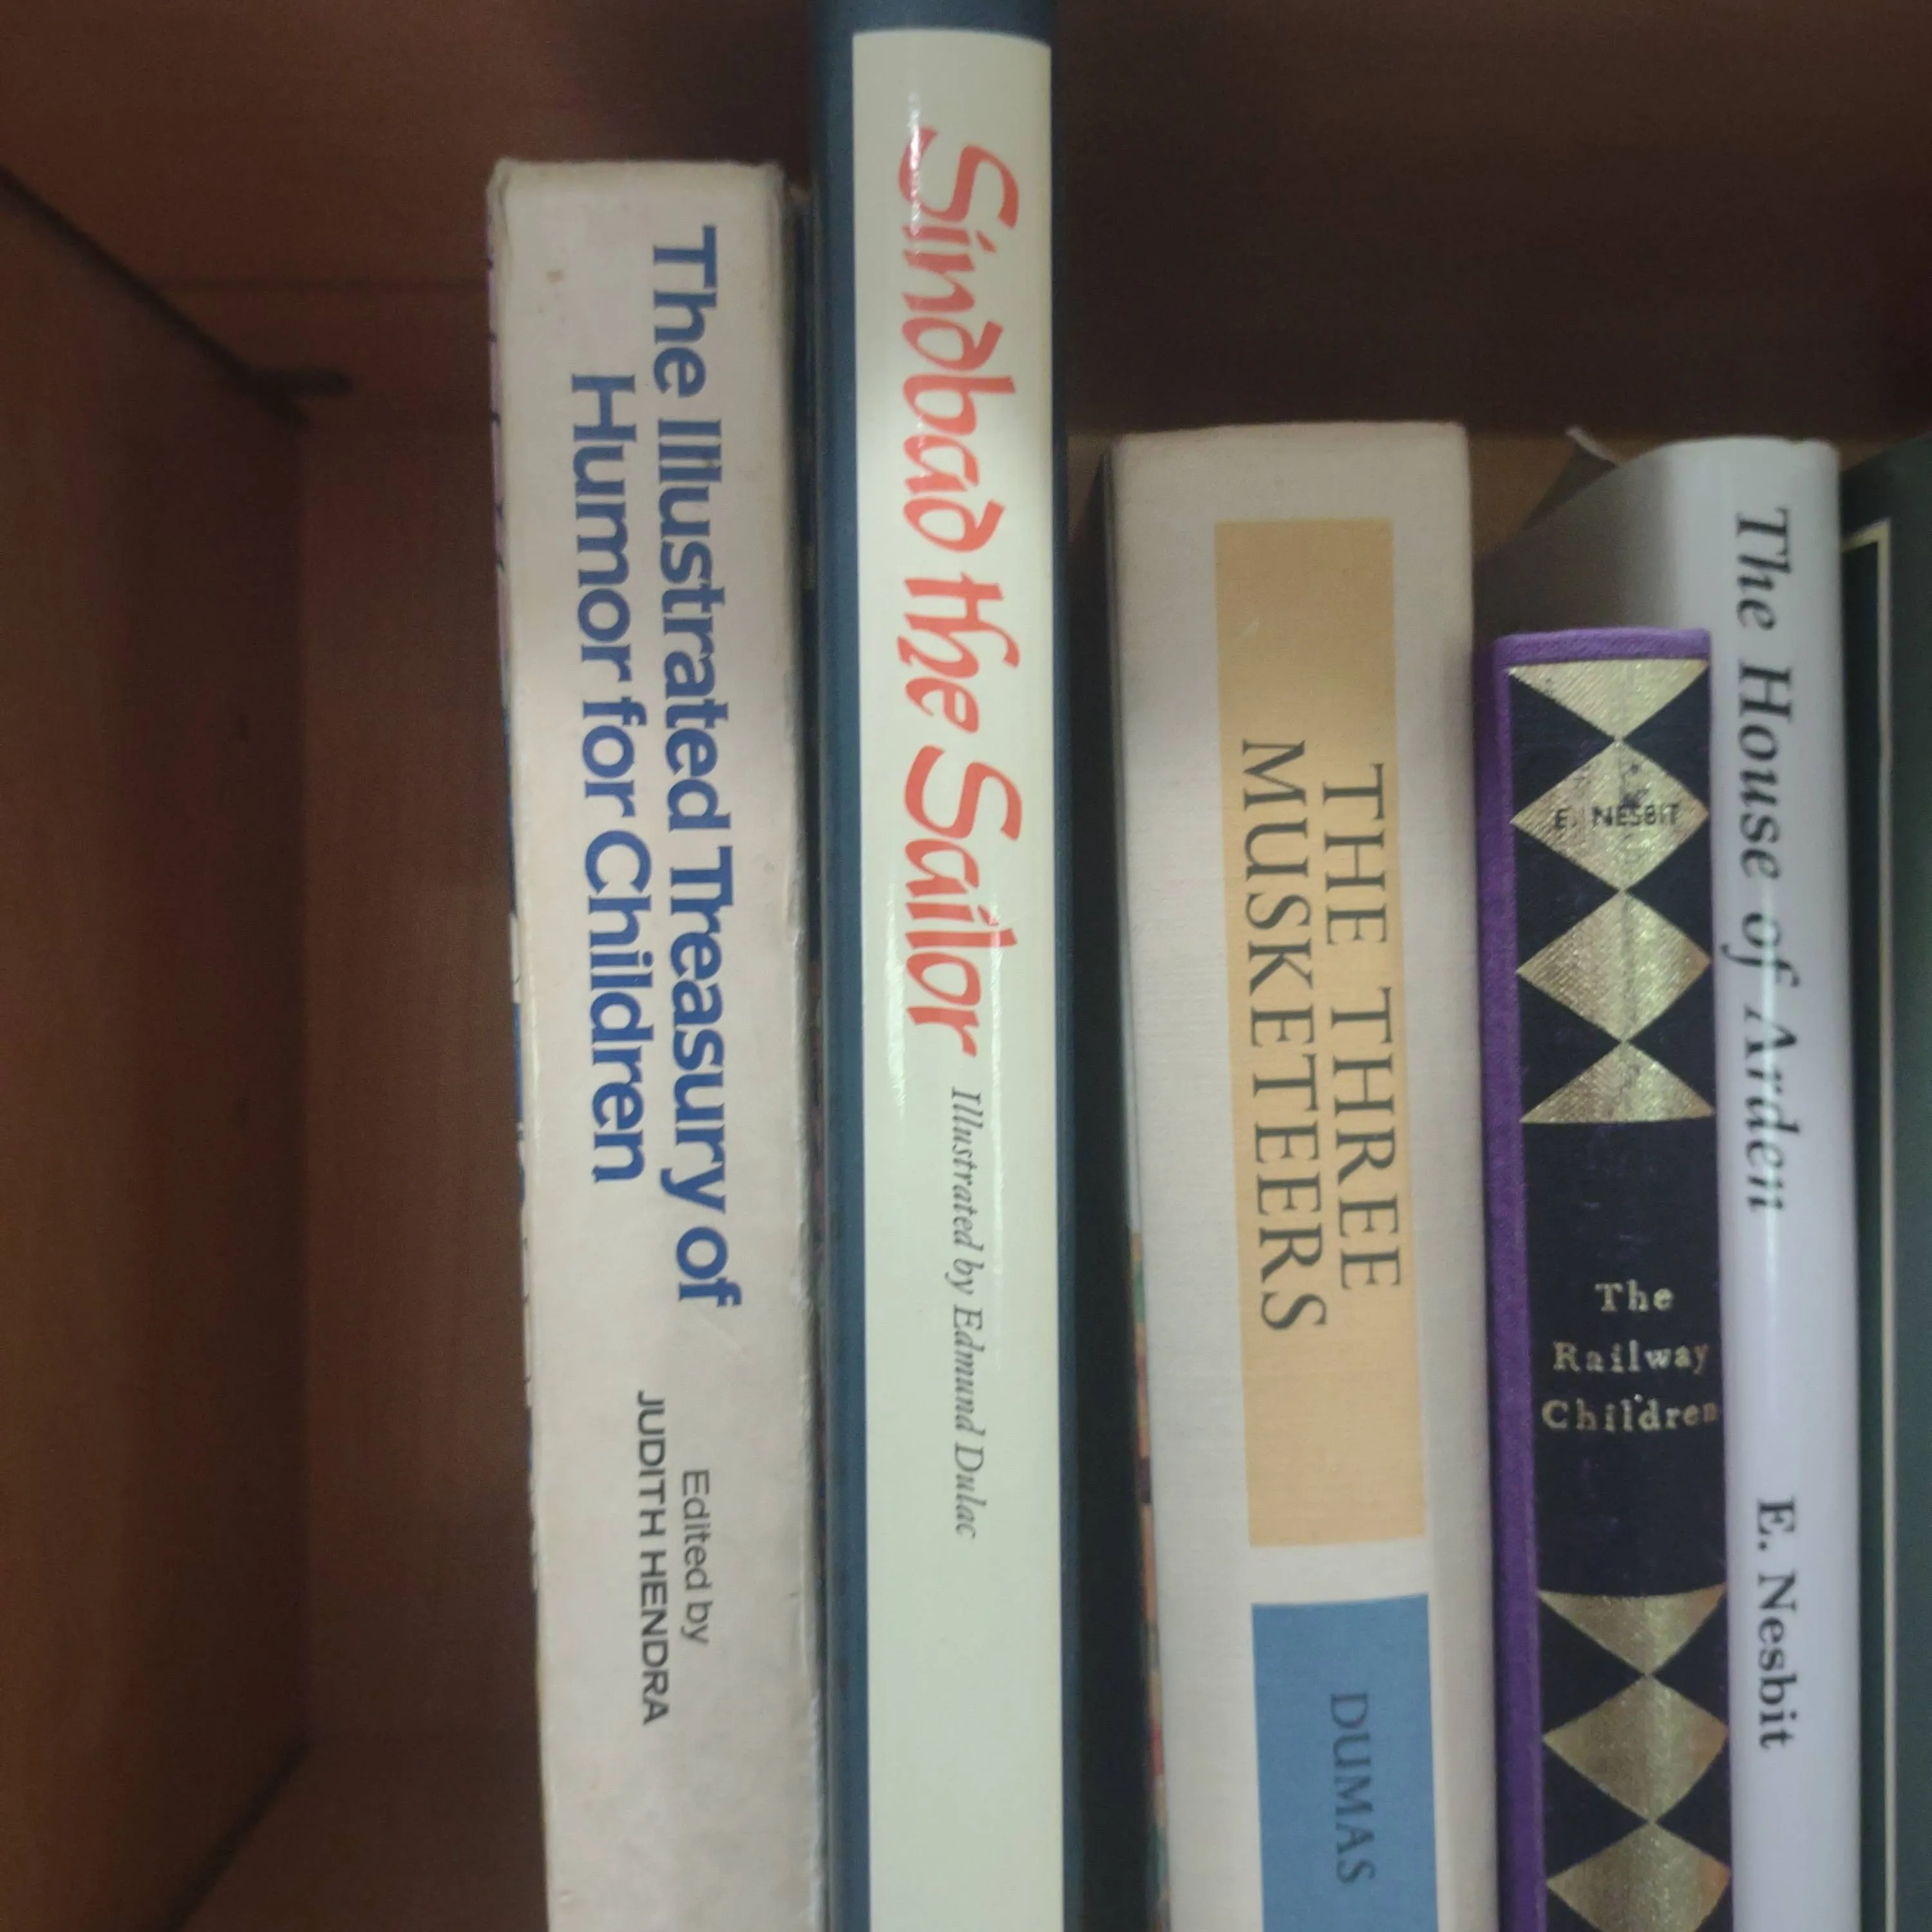 The Illustrated Treasury of
Humor for Children
Edited by
JUDITH HENDRA
Sindbad the Sailor
Illustrated by Edmund Dulac
THE THREE
MUSKETEERS
DUMAS
E. NESBIT
The
Railway
Children
The House of Arden
E. Nesbit